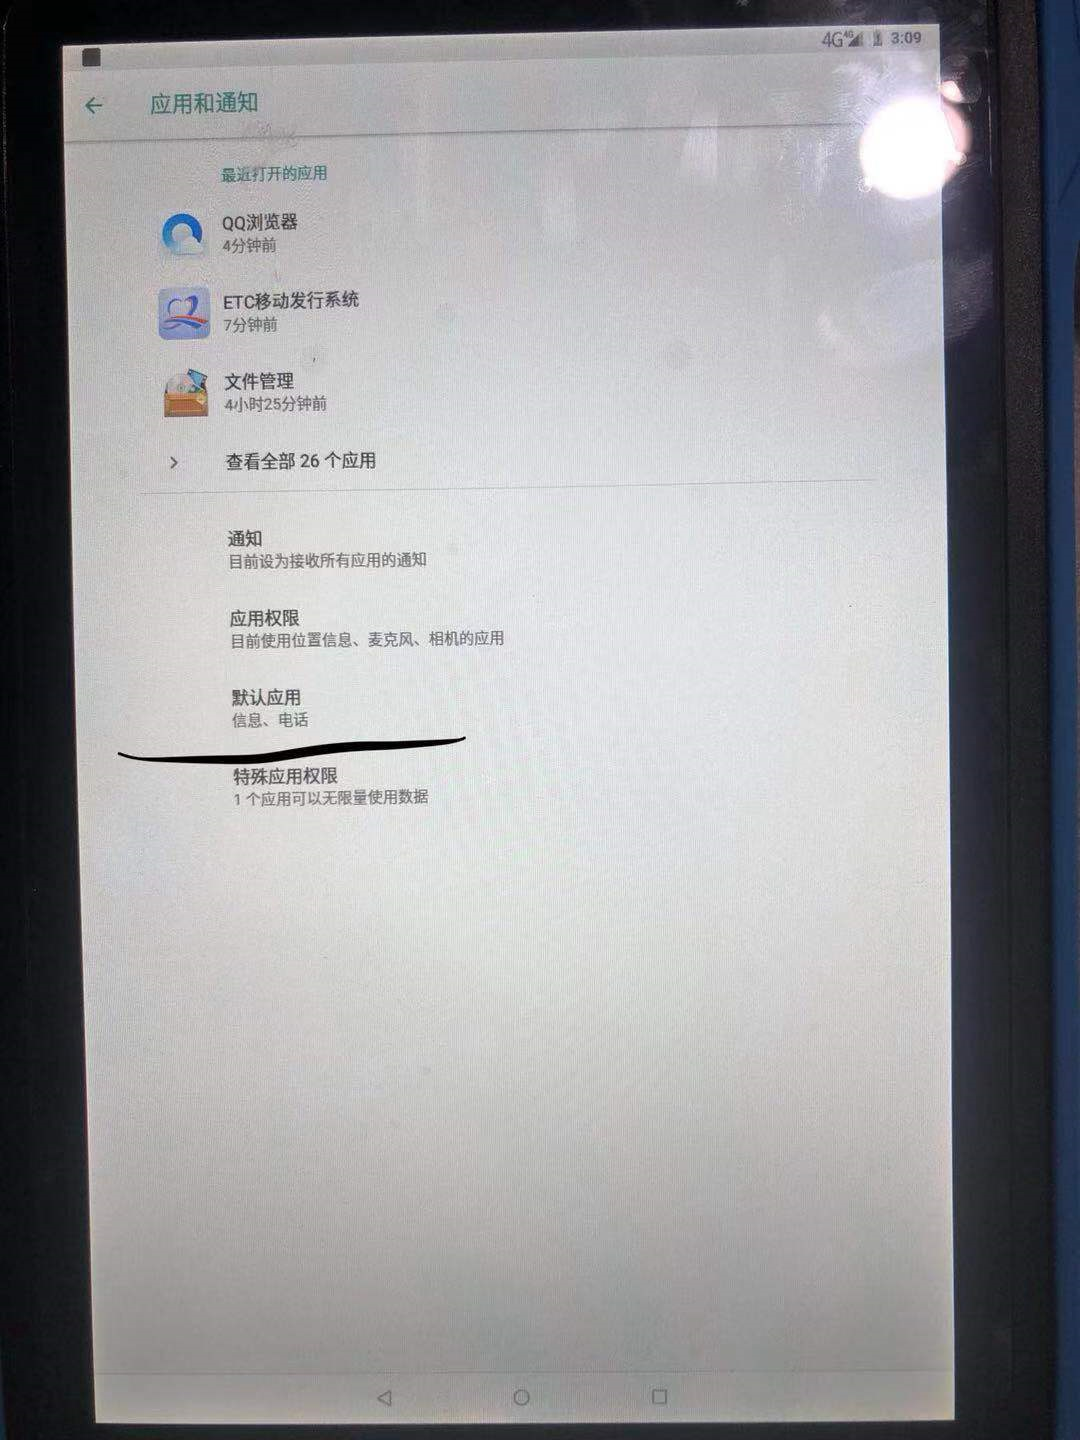 4G 4G 3:09
应用和通知
最近打开的应用
QQ浏览器
4分钟前
ETC移动发行系统
7分钟前
文件管理
4小时25分钟前
查看全部 26 个应用
通知
目前设为接收所有应用的通知
应用权限
目前使用位置信息、麦克风、相机的应用
默认应用
信息、电话
特殊应用权限
1 个应用可以无限量使用数据